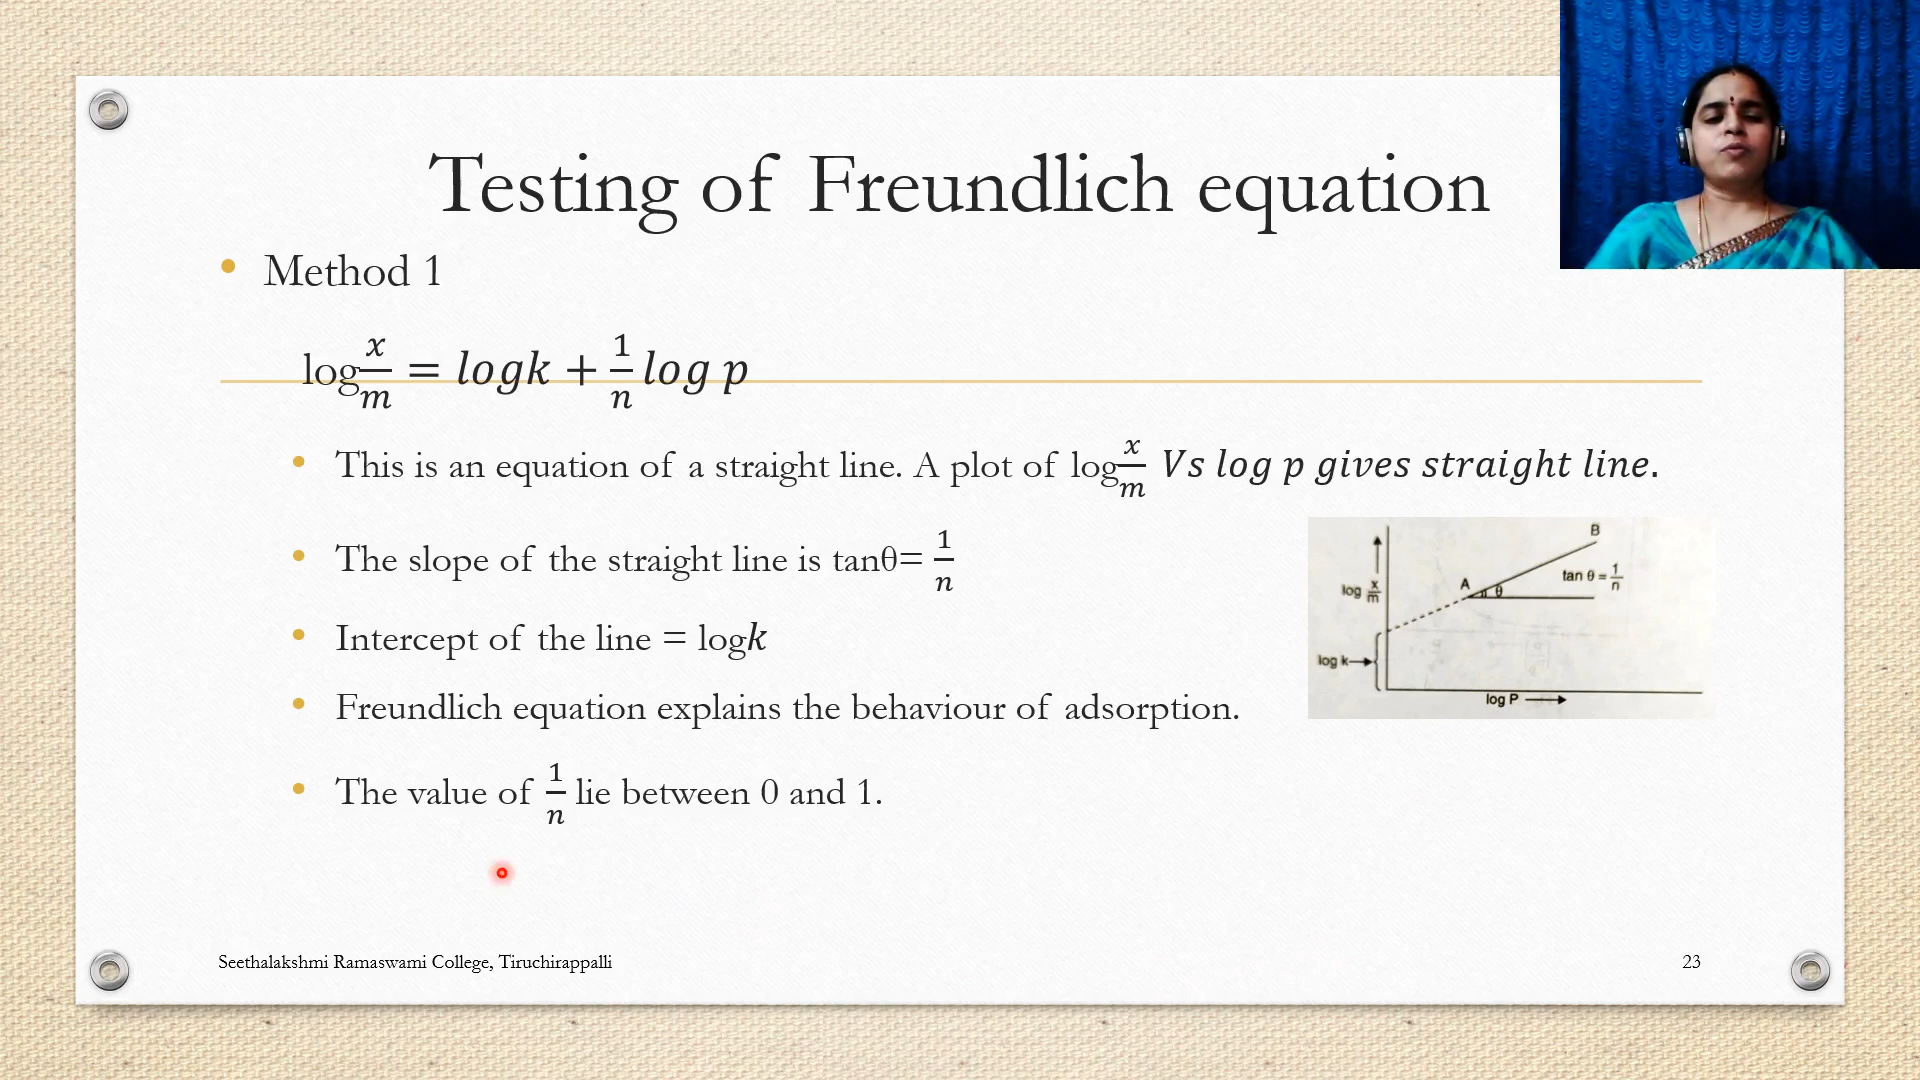 Testing of Freundlich equation
Method 1
log x/m = logk + 1/n log p
This is an equation of a straight line. A plot of log x/m Vs log p gives straight line.
The slope of the straight line is tanθ= 1/n
Intercept of the line = logk
Freundlich equation explains the behaviour of adsorption.
The value of 1/n lie between 0 and 1.
B
tan θ = 1/n
A
θ
log x/m
log k
log P
Seethalakshmi Ramaswami College, Tiruchirappalli
23